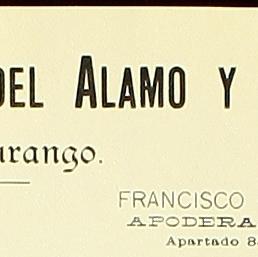 DEL ALAMO Y
urango.
FRANCISCO
APODERA
Apartado 8